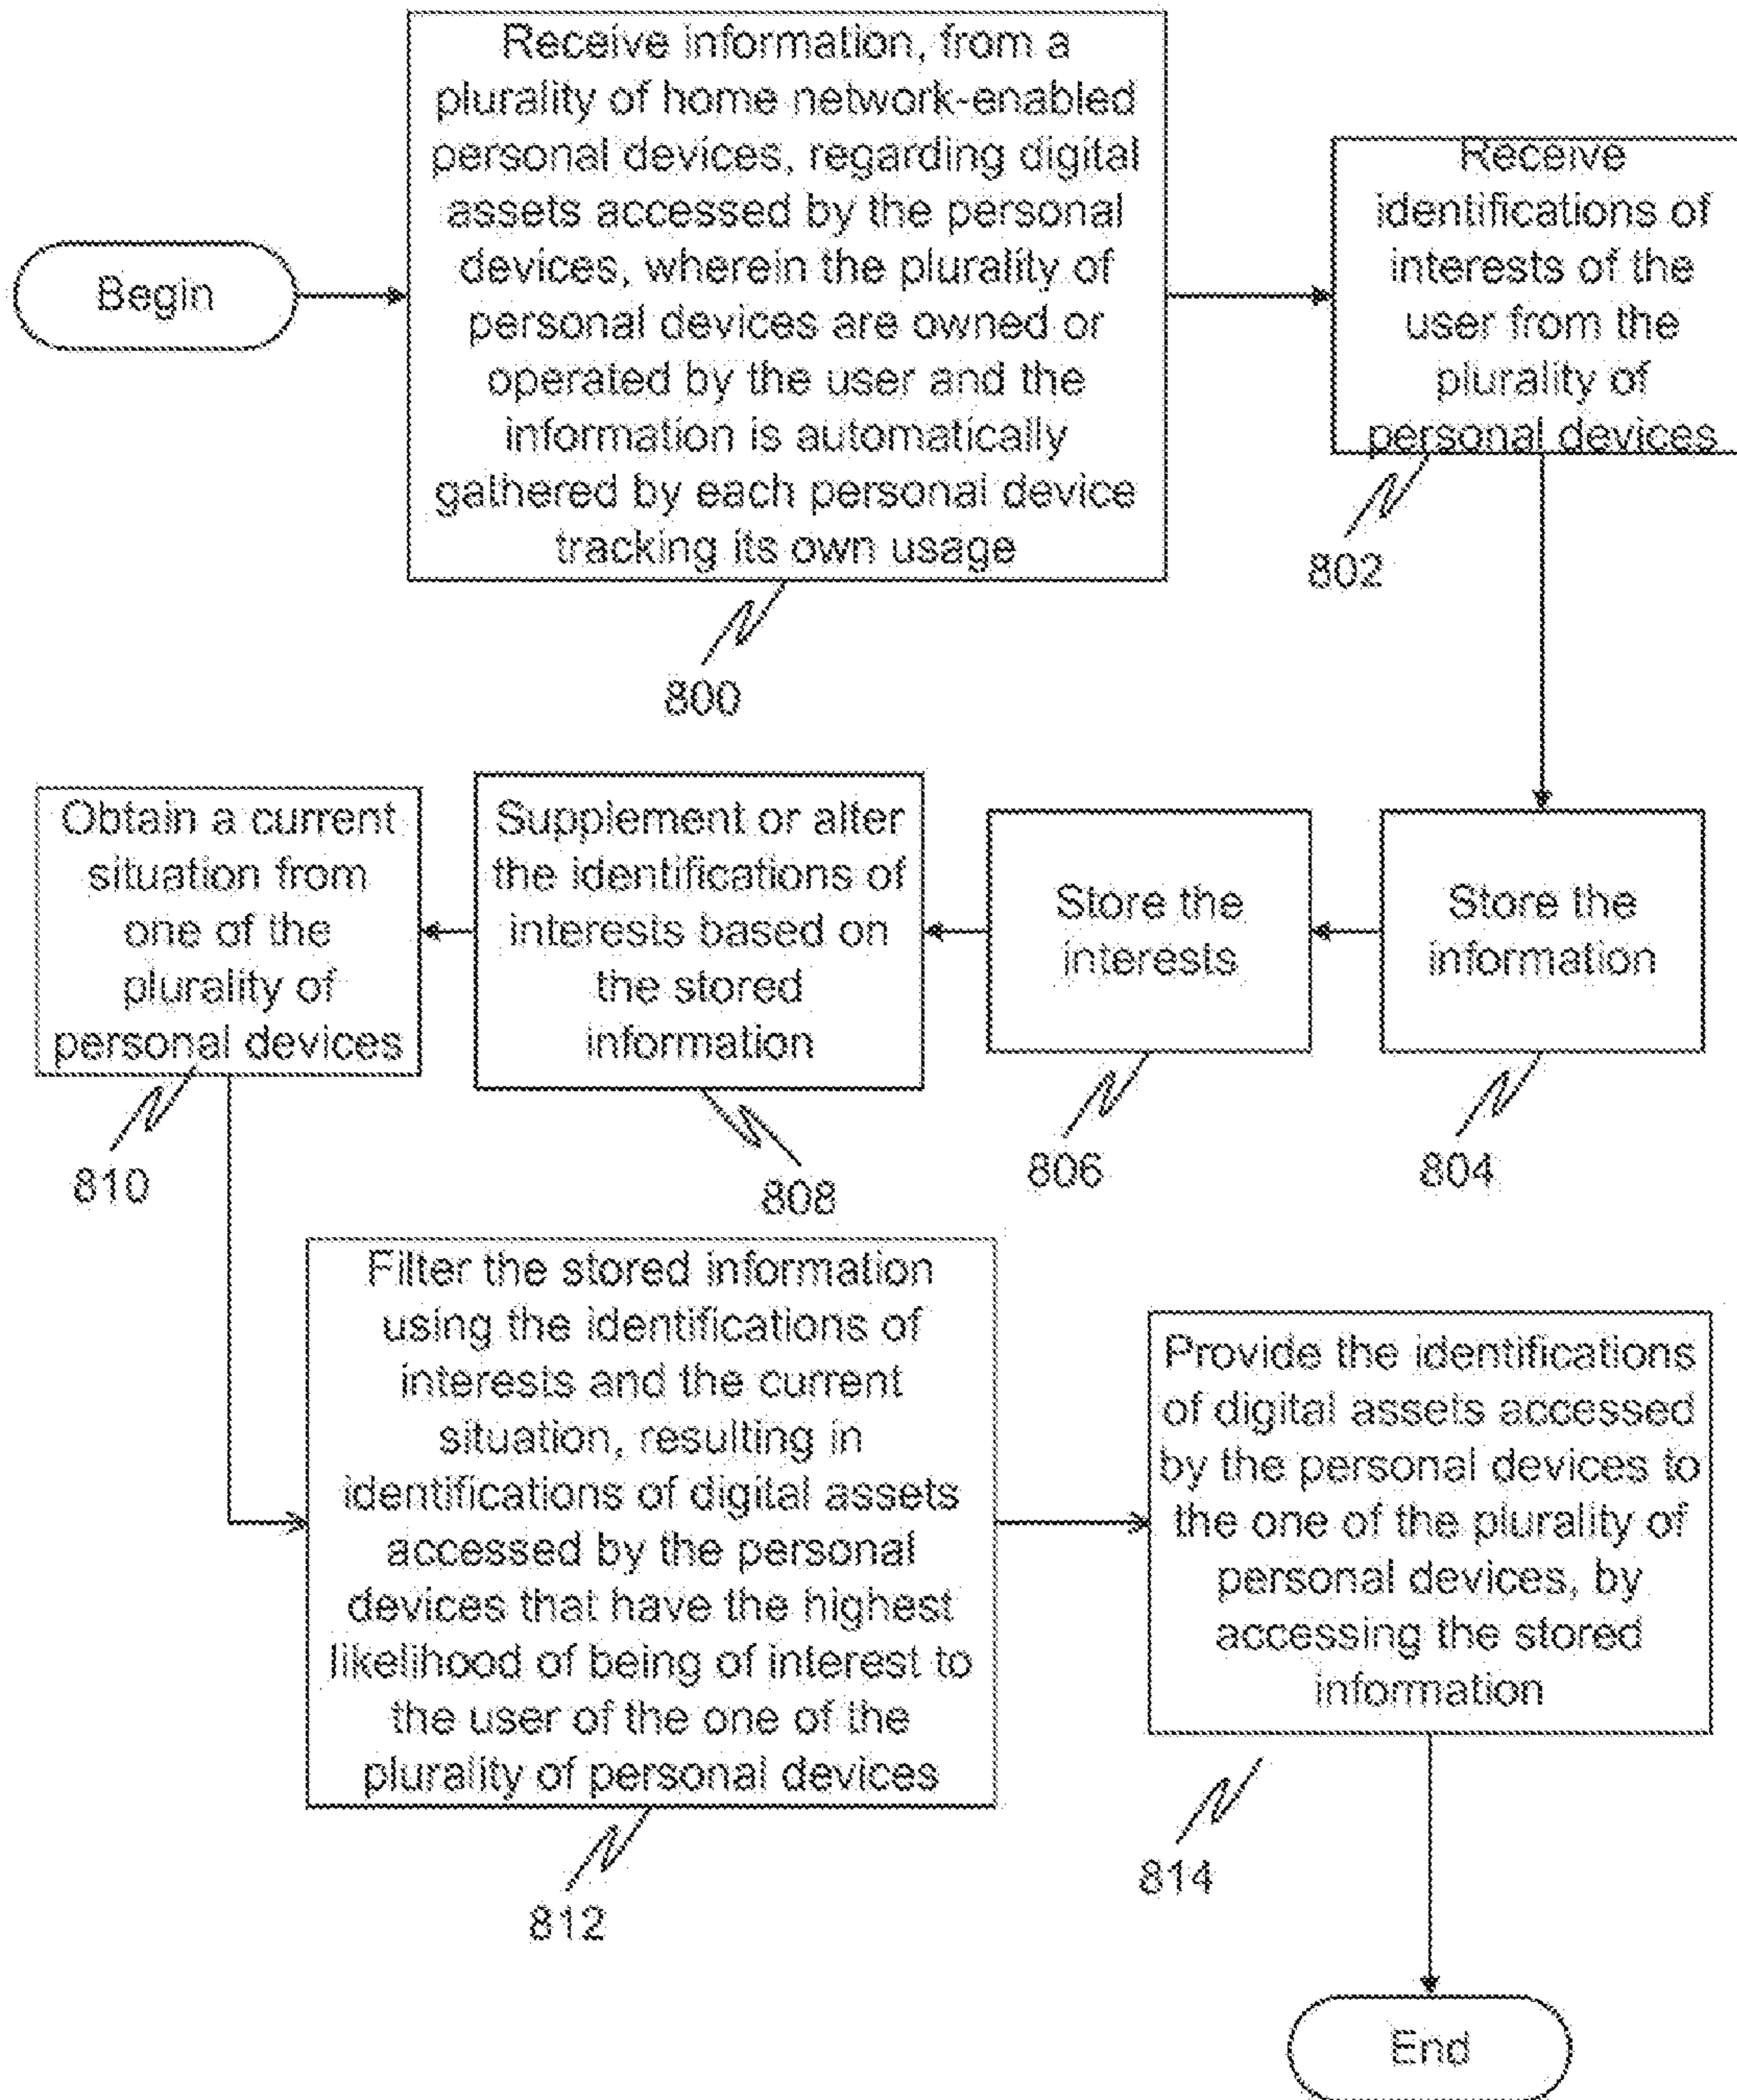 Begin
Receive information, from a
plurality of home network-enabled
personal devices, regarding digital
assets accessed by the personal
devices, wherein the plurality of
personal devices are owned or
operated by the user and the
information is automatically
gathered by each personal device
tracking its own usage
800
Receive
identifications of
interests of the
user from the
plurality of
personal devices
802
Store the
information
804
Store the
interests
806
Supplement or alter
the identifications of
interests based on
the stored
information
808
Obtain a current
situation from
one of the
plurality of
personal devices
810
Filter the stored information
using the identifications of
interests and the current
situation, resulting in
identifications of digital assets
accessed by the personal
devices that have the highest
likelihood of being of interest to
the user of the one of the
plurality of personal devices
812
Provide the identifications
of digital assets accessed
by the personal devices to
the one of the plurality of
personal devices, by
accessing the stored
information
814
End